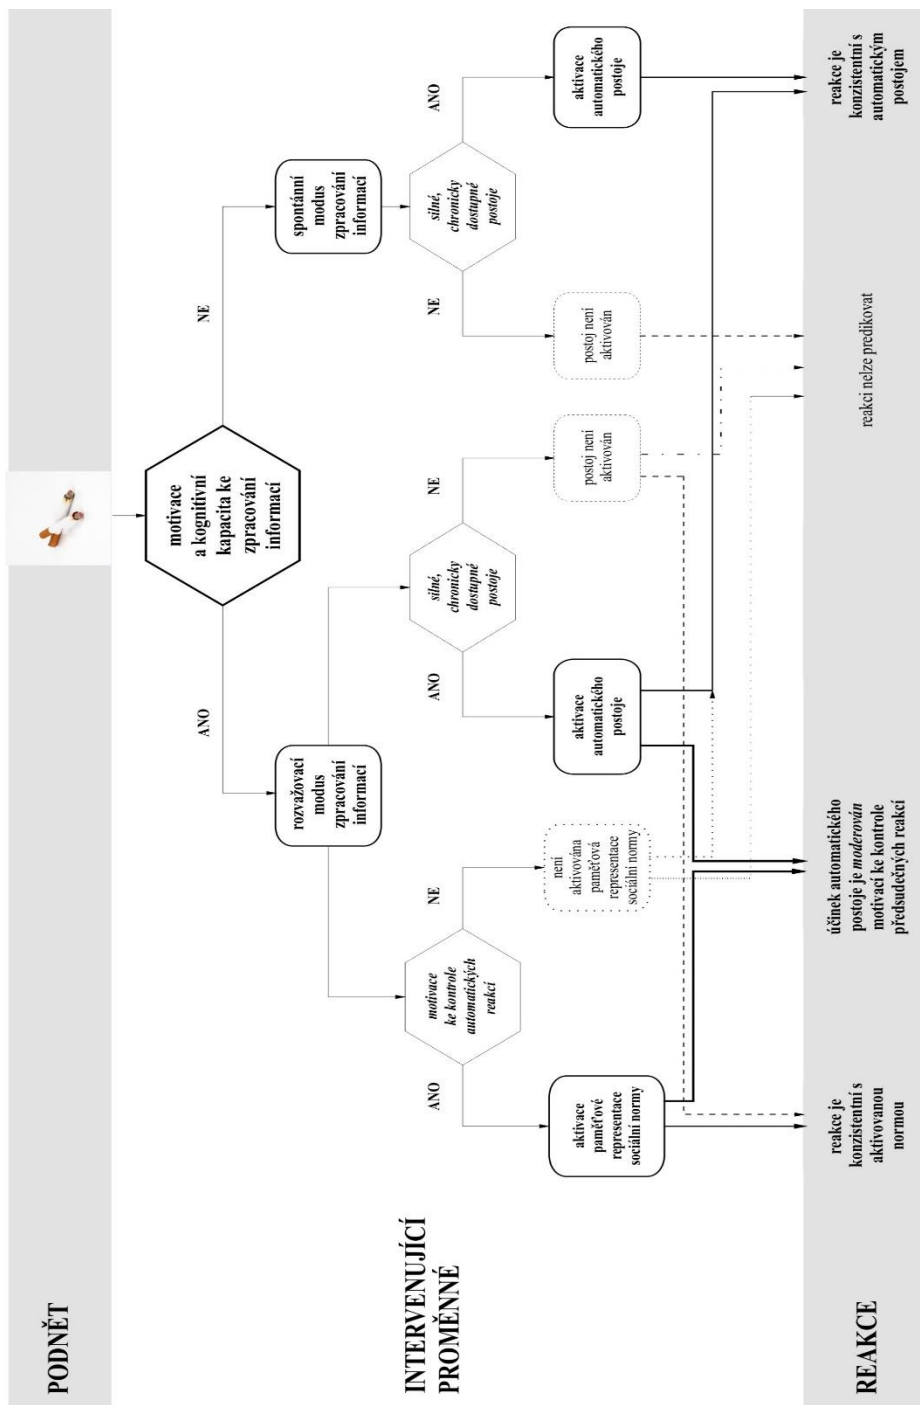 PODNĚT
motivace
a kognitivní
kapacita ke
zpracování
informací
ANO
NE
rozvažovací
modus
zpracování
informací
spontánní
modus
zpracování
informací
INTERVENUJÍCÍ
PROMĚNNÉ
motivace
ke kontrole
automatických
reakcí
silné,
chronicky
dostupné
postoje
silné,
chronicky
dostupné
postoje
ANO
NE
ANO
NE
NE
ANO
aktivace
paměťové
representace
sociální normy
není
aktivována
paměťová
representace
sociální normy
aktivace
automatického
postoje
postoj není
aktivován
postoj není
aktivován
aktivace
automatického
postoje
REAKCE
reakce je
konzistentní s
aktivovanou
normou
účinek automatického
postoje je moderován
motivací ke kontrole
předsudečných reakcí
reakci nelze predikovat
reakce je
konzistentní s
automatickým
postojem